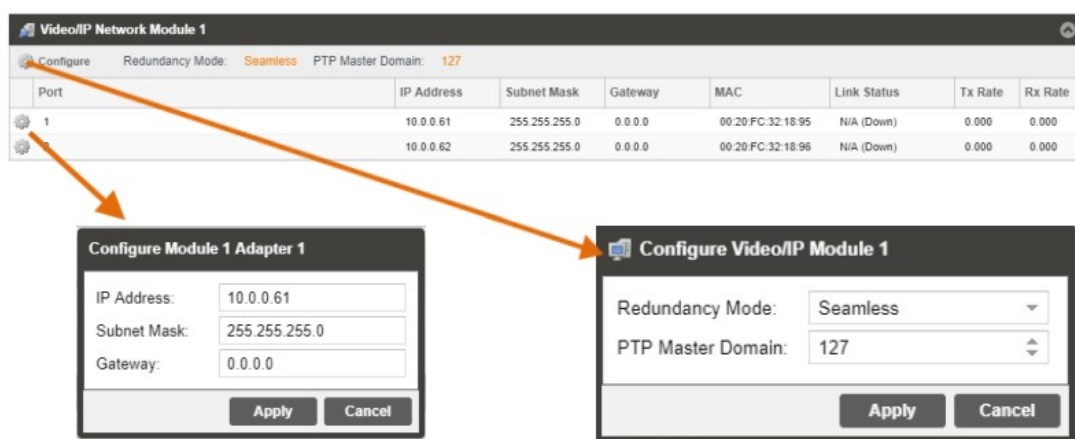 Video/IP Network Module 1
Configure Redundancy Mode: Seamless PTP Master Domain: 127
Port IP Address Subnet Mask Gateway MAC Link Status Tx Rate Rx Rate
1 10.0.0.61 255.255.255.0 0.0.0.0 00:20:FC:32:18:95 N/A (Down) 0.000 0.000
10.0.0.62 255.255.255.0 0.0.0.0 00:20:FC:32:18:96 N/A (Down) 0.000 0.000
Configure Module 1 Adapter 1
IP Address: 10.0.0.61
Subnet Mask: 255.255.255.0
Gateway: 0.0.0.0
Apply Cancel
Configure Video/IP Module 1
Redundancy Mode: Seamless
PTP Master Domain: 127
Apply Cancel